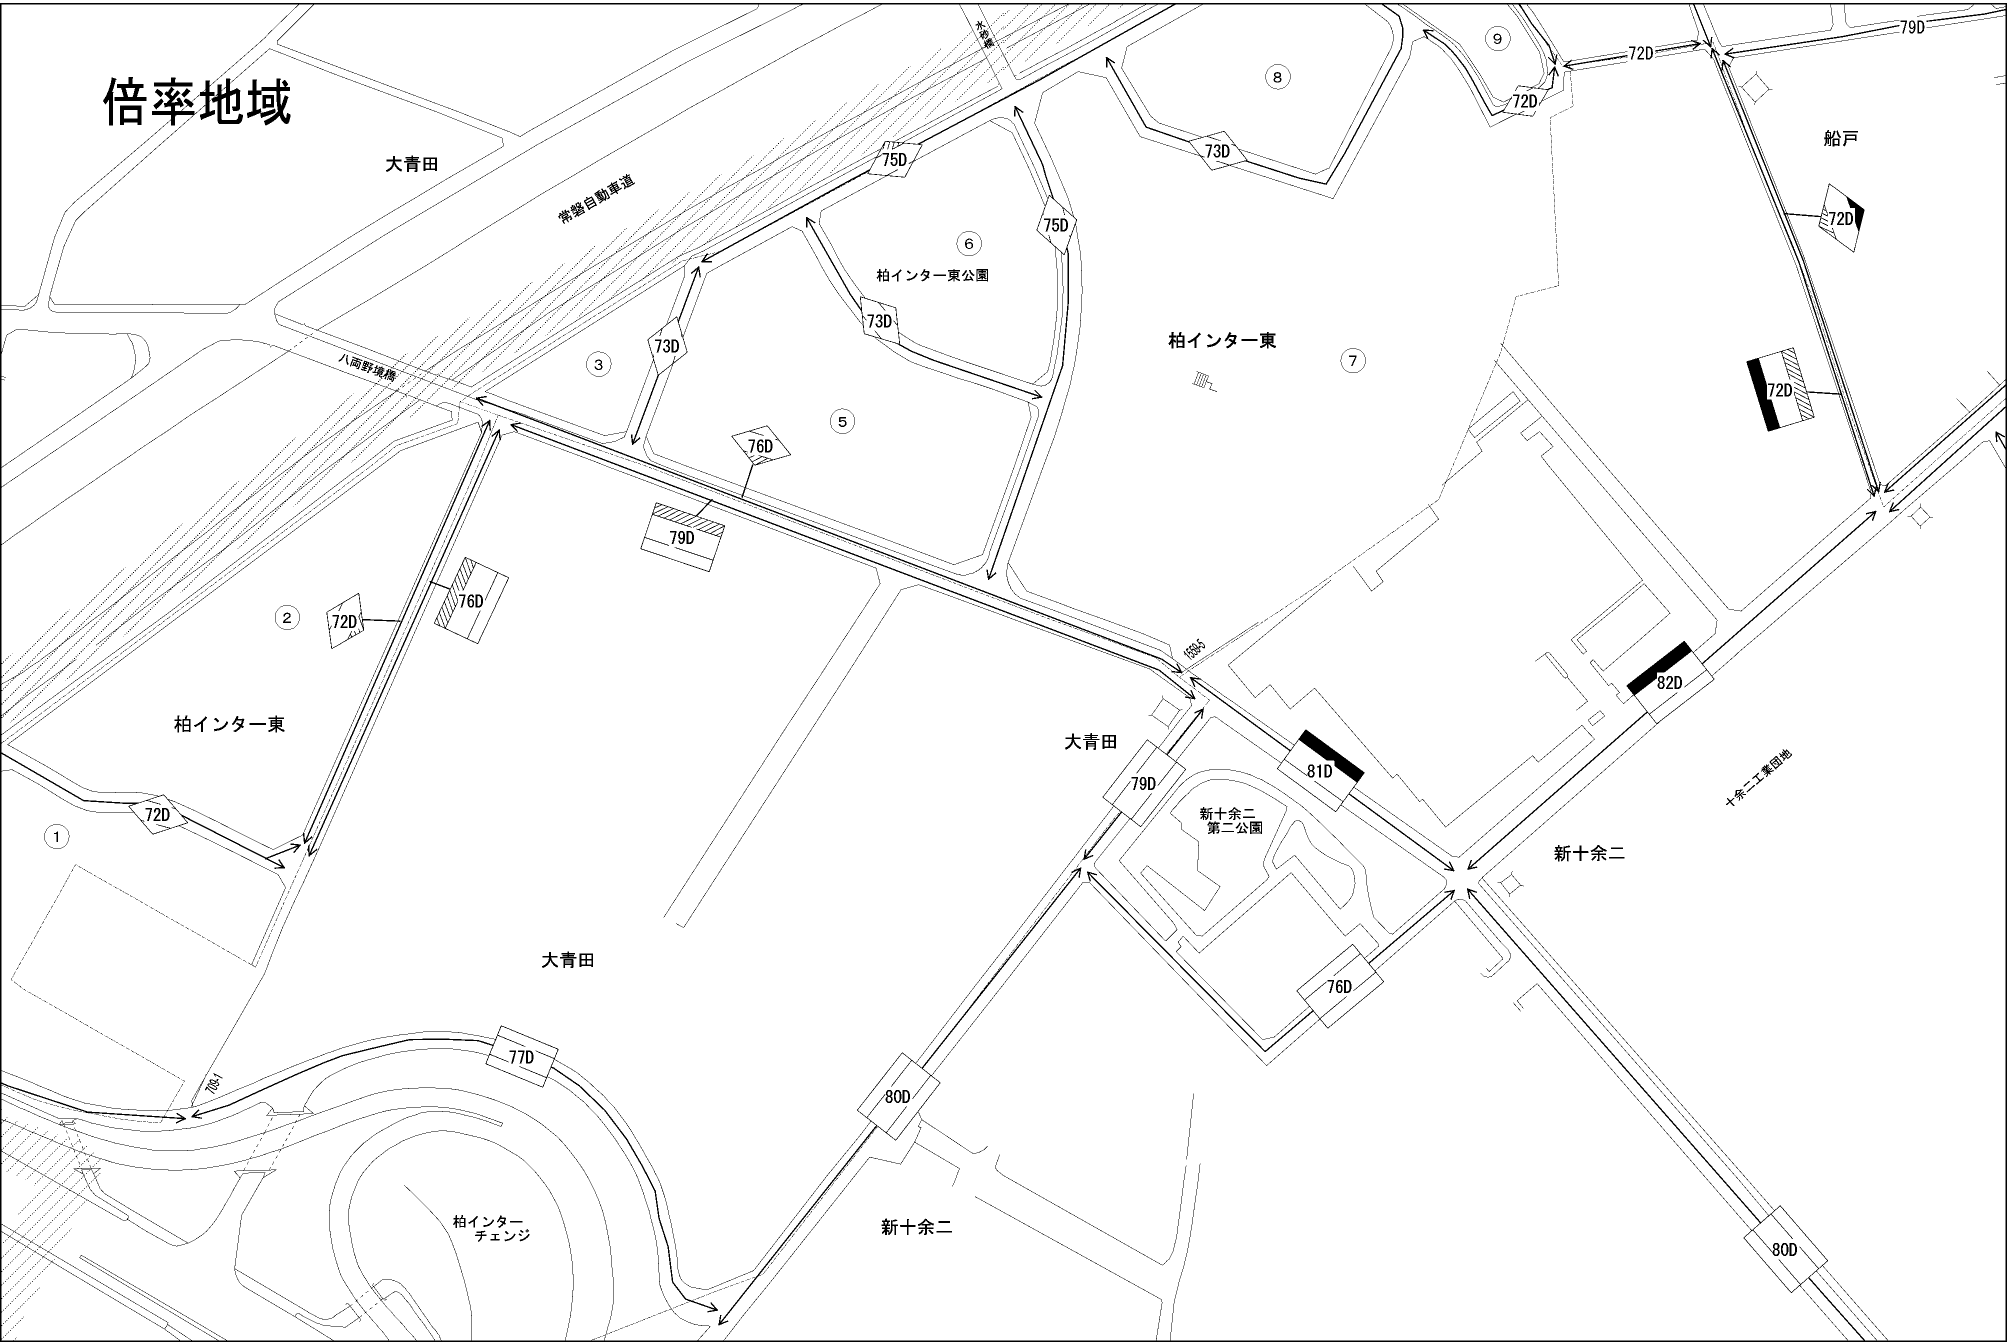 倍率地域
水砂橋
⑨
72D
79D
大青田
⑧
72D
船戸
常磐自動車道
75D
73D
75D
72D
⑥
柏インター東公園
73D
73D
柏インター東
⑦
③
八両野境橋
72D
⑤
76D
79D
②
72D
76D
1559-5
82D
柏インター東
大青田
81D
79D
十余二工業団地
①
72D
新十余二
第二公園
新十余二
大青田
76D
77D
709-1
80D
柏インター
チェンジ
新十余二
80D